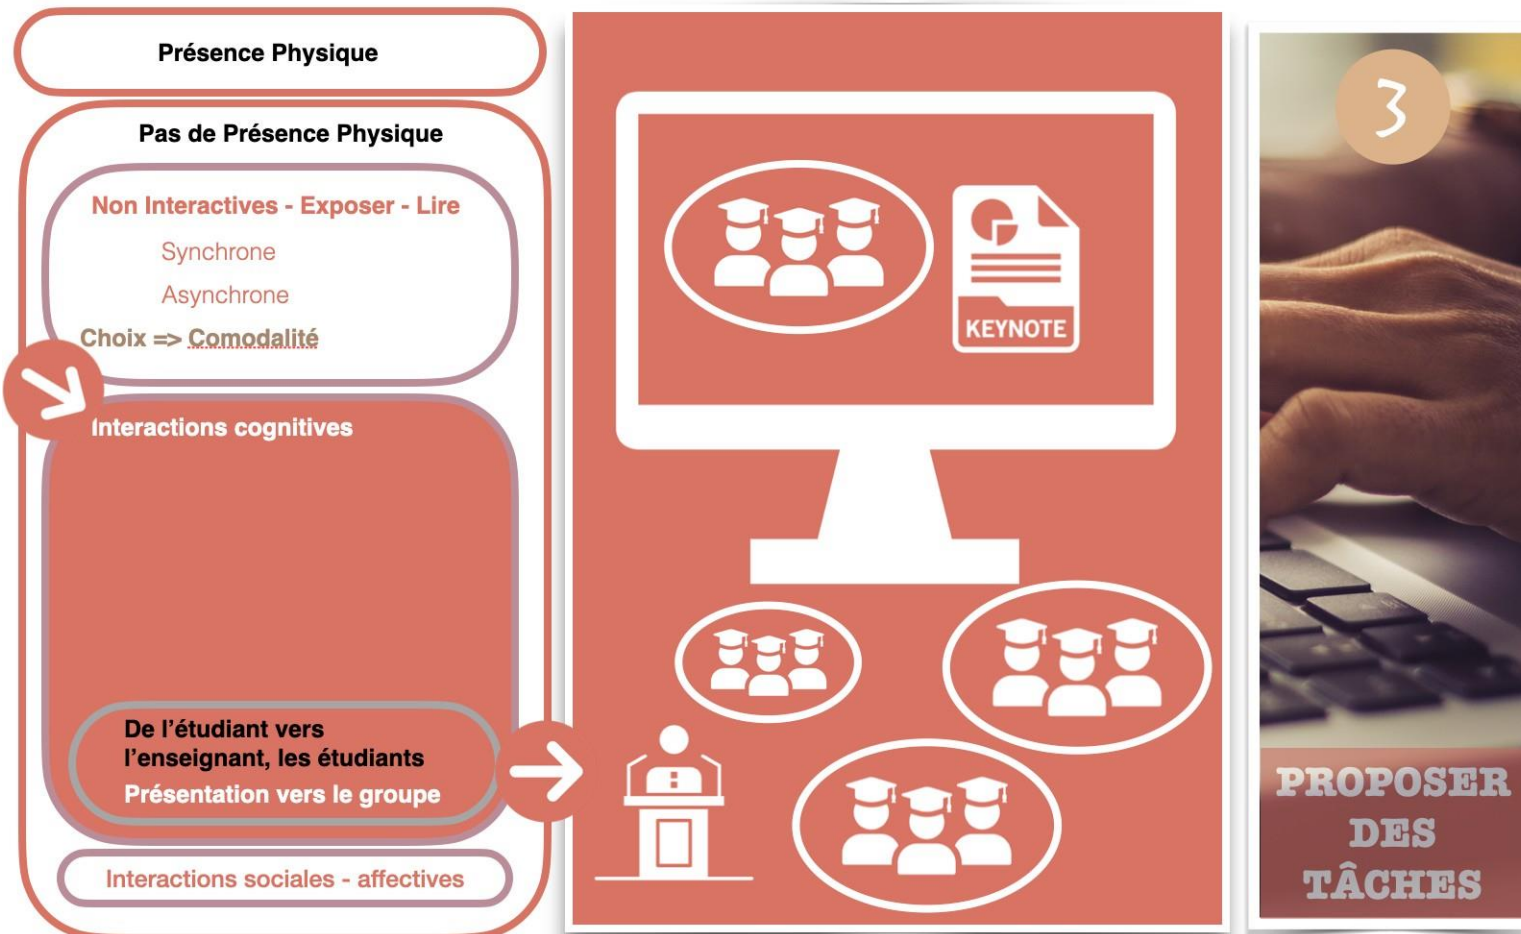 Présence Physique
Pas de Présence Physique
Non Interactives - Exposer - Lire
Synchrone
Asynchrone
Choix => Comodalité
Interactions cognitives
De l’étudiant vers
l’enseignant, les étudiants
Présentation vers le groupe
Interactions sociales - affectives
KEYNOTE
3
PROPOSER
DES
TÂCHES